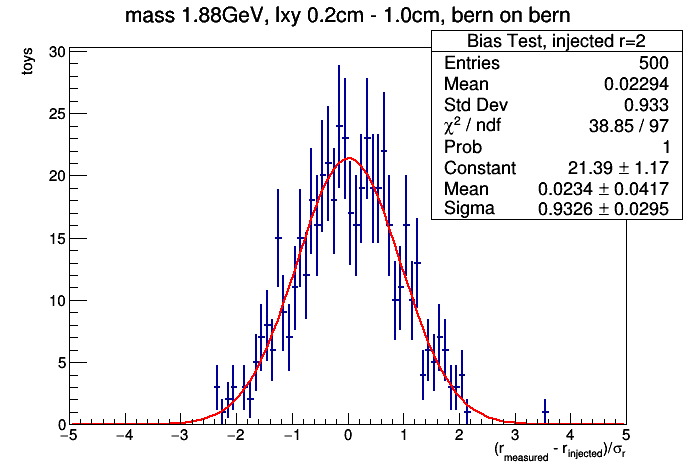 mass 1.88GeV, lxy 0.2cm - 1.0cm, bern on bern
Bias Test, injected r=2
Entries 500
Mean 0.02294
Std Dev 0.933
χ² / ndf 38.85 / 97
Prob 1
Constant 21.39 ± 1.17
Mean 0.0234 ± 0.0417
Sigma 0.9326 ± 0.0295
toys
30
25
20
15
10
5
0
−5 −4 −3 −2 −1 0 1 2 3 4 5
(r_measured - r_injected)/σ_r